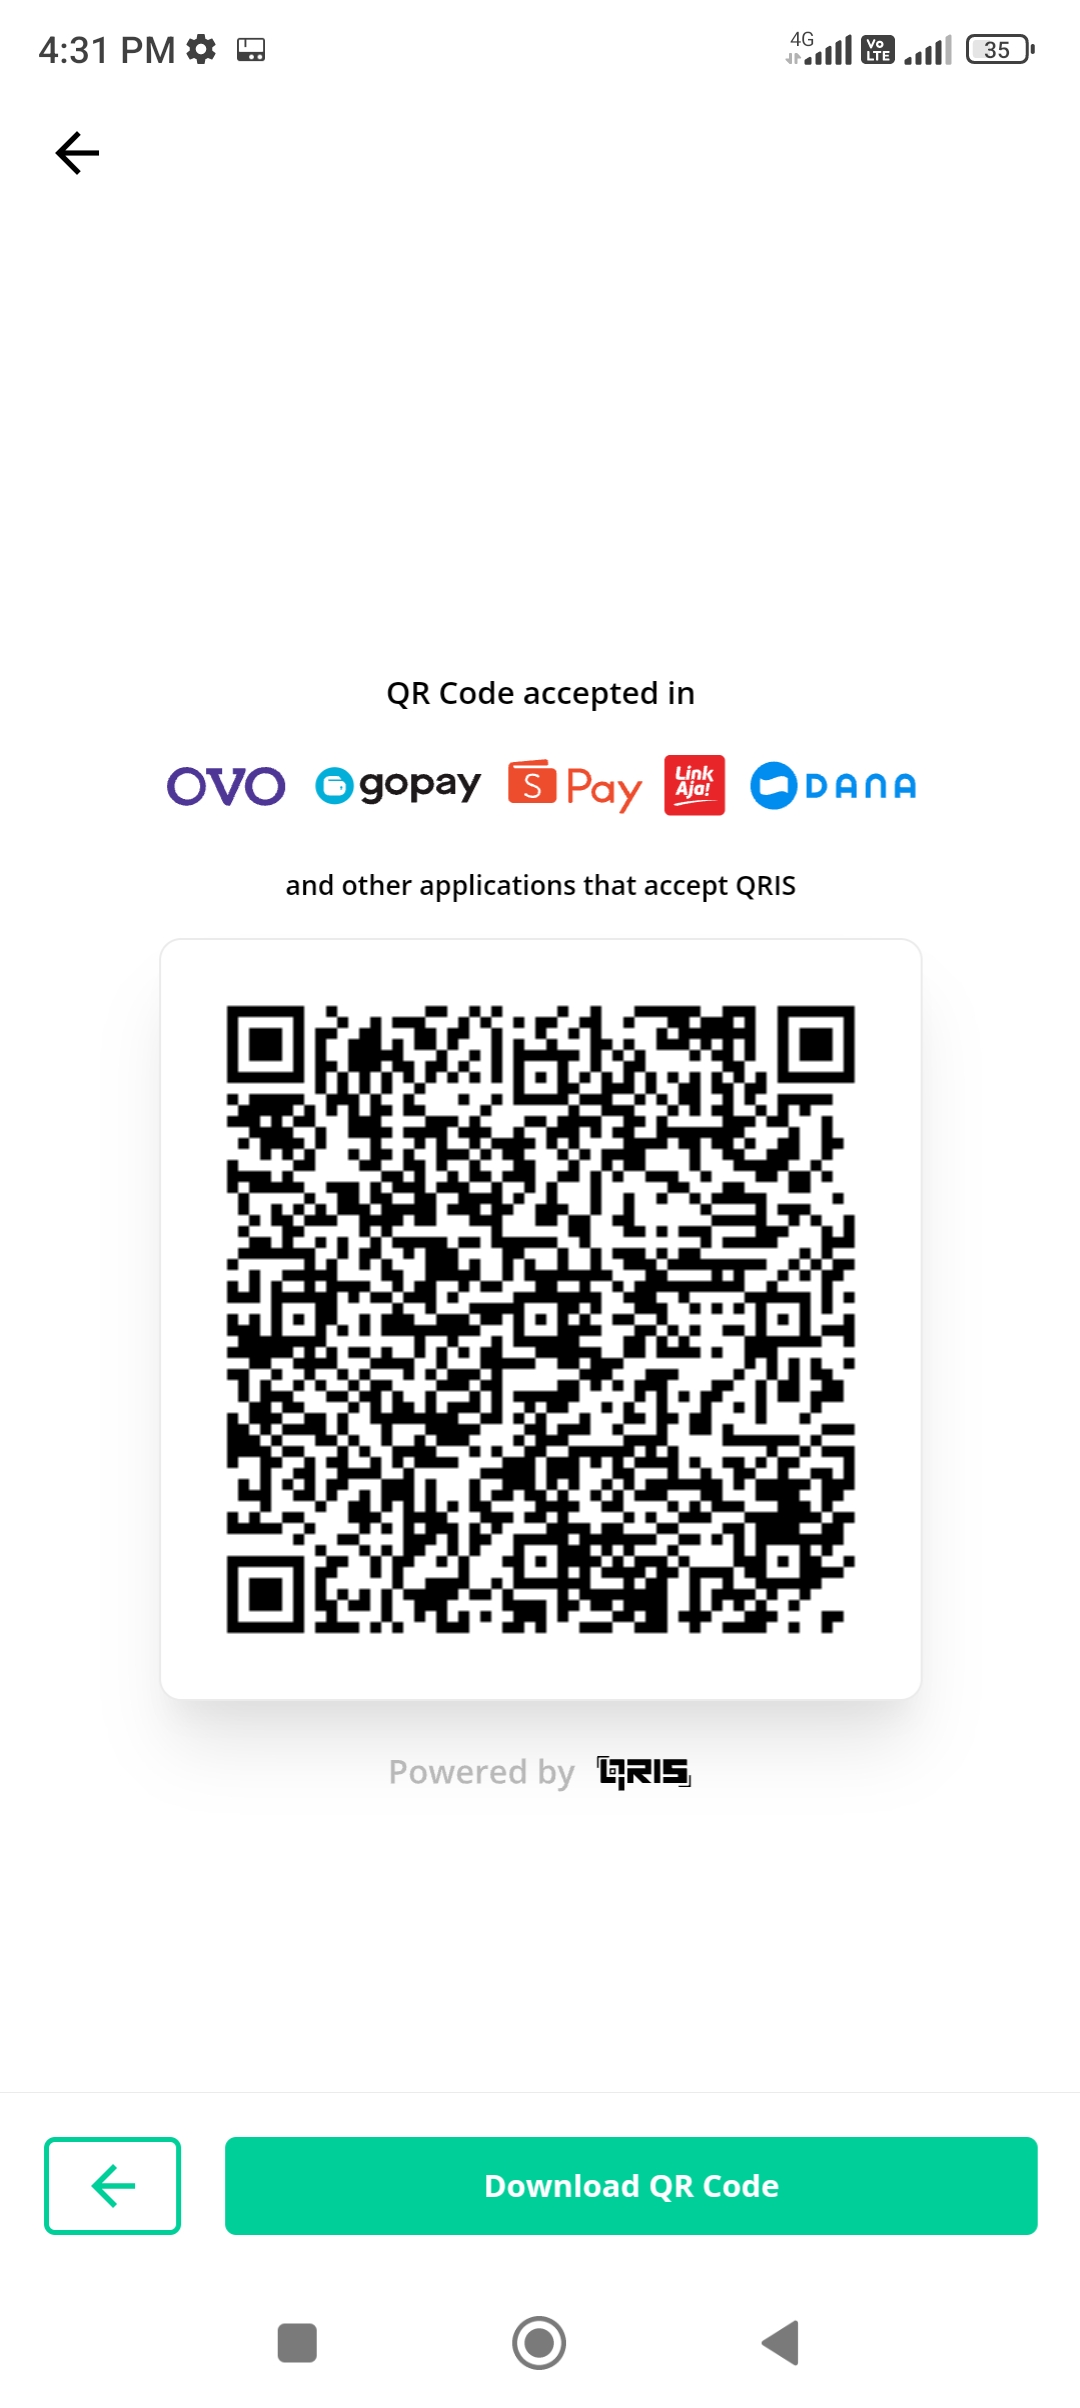 4:31 PM
4G
Vo
LTE
35
QR Code accepted in
OVO gopay S Pay Link Aja! DANA
and other applications that accept QRIS
Powered by QRIS
Download QR Code